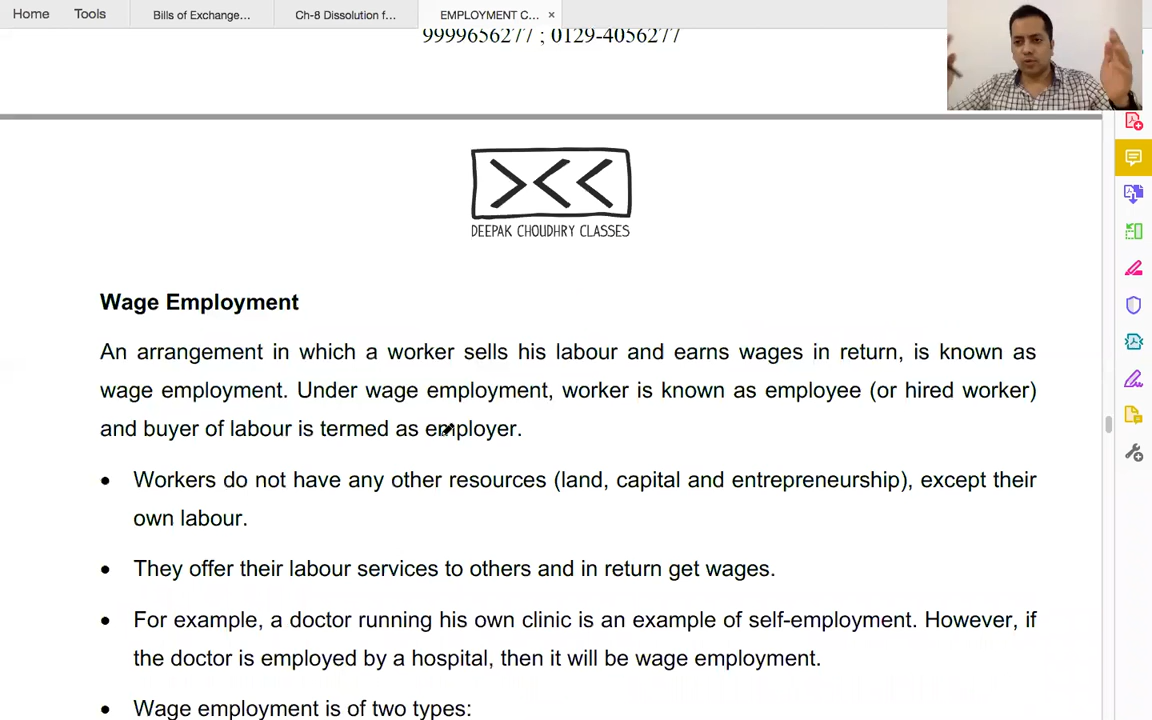 Home Tools Bills of Exchange... Ch-8 Dissolution f... EMPLOYMENT C... ×
9999656277 ; 0129-4056277
DEEPAK CHOUDHRY CLASSES
Wage Employment
An arrangement in which a worker sells his labour and earns wages in return, is known as
wage employment. Under wage employment, worker is known as employee (or hired worker)
and buyer of labour is termed as employer.
• Workers do not have any other resources (land, capital and entrepreneurship), except their
own labour.
• They offer their labour services to others and in return get wages.
• For example, a doctor running his own clinic is an example of self-employment. However, if
the doctor is employed by a hospital, then it will be wage employment.
• Wage employment is of two types: